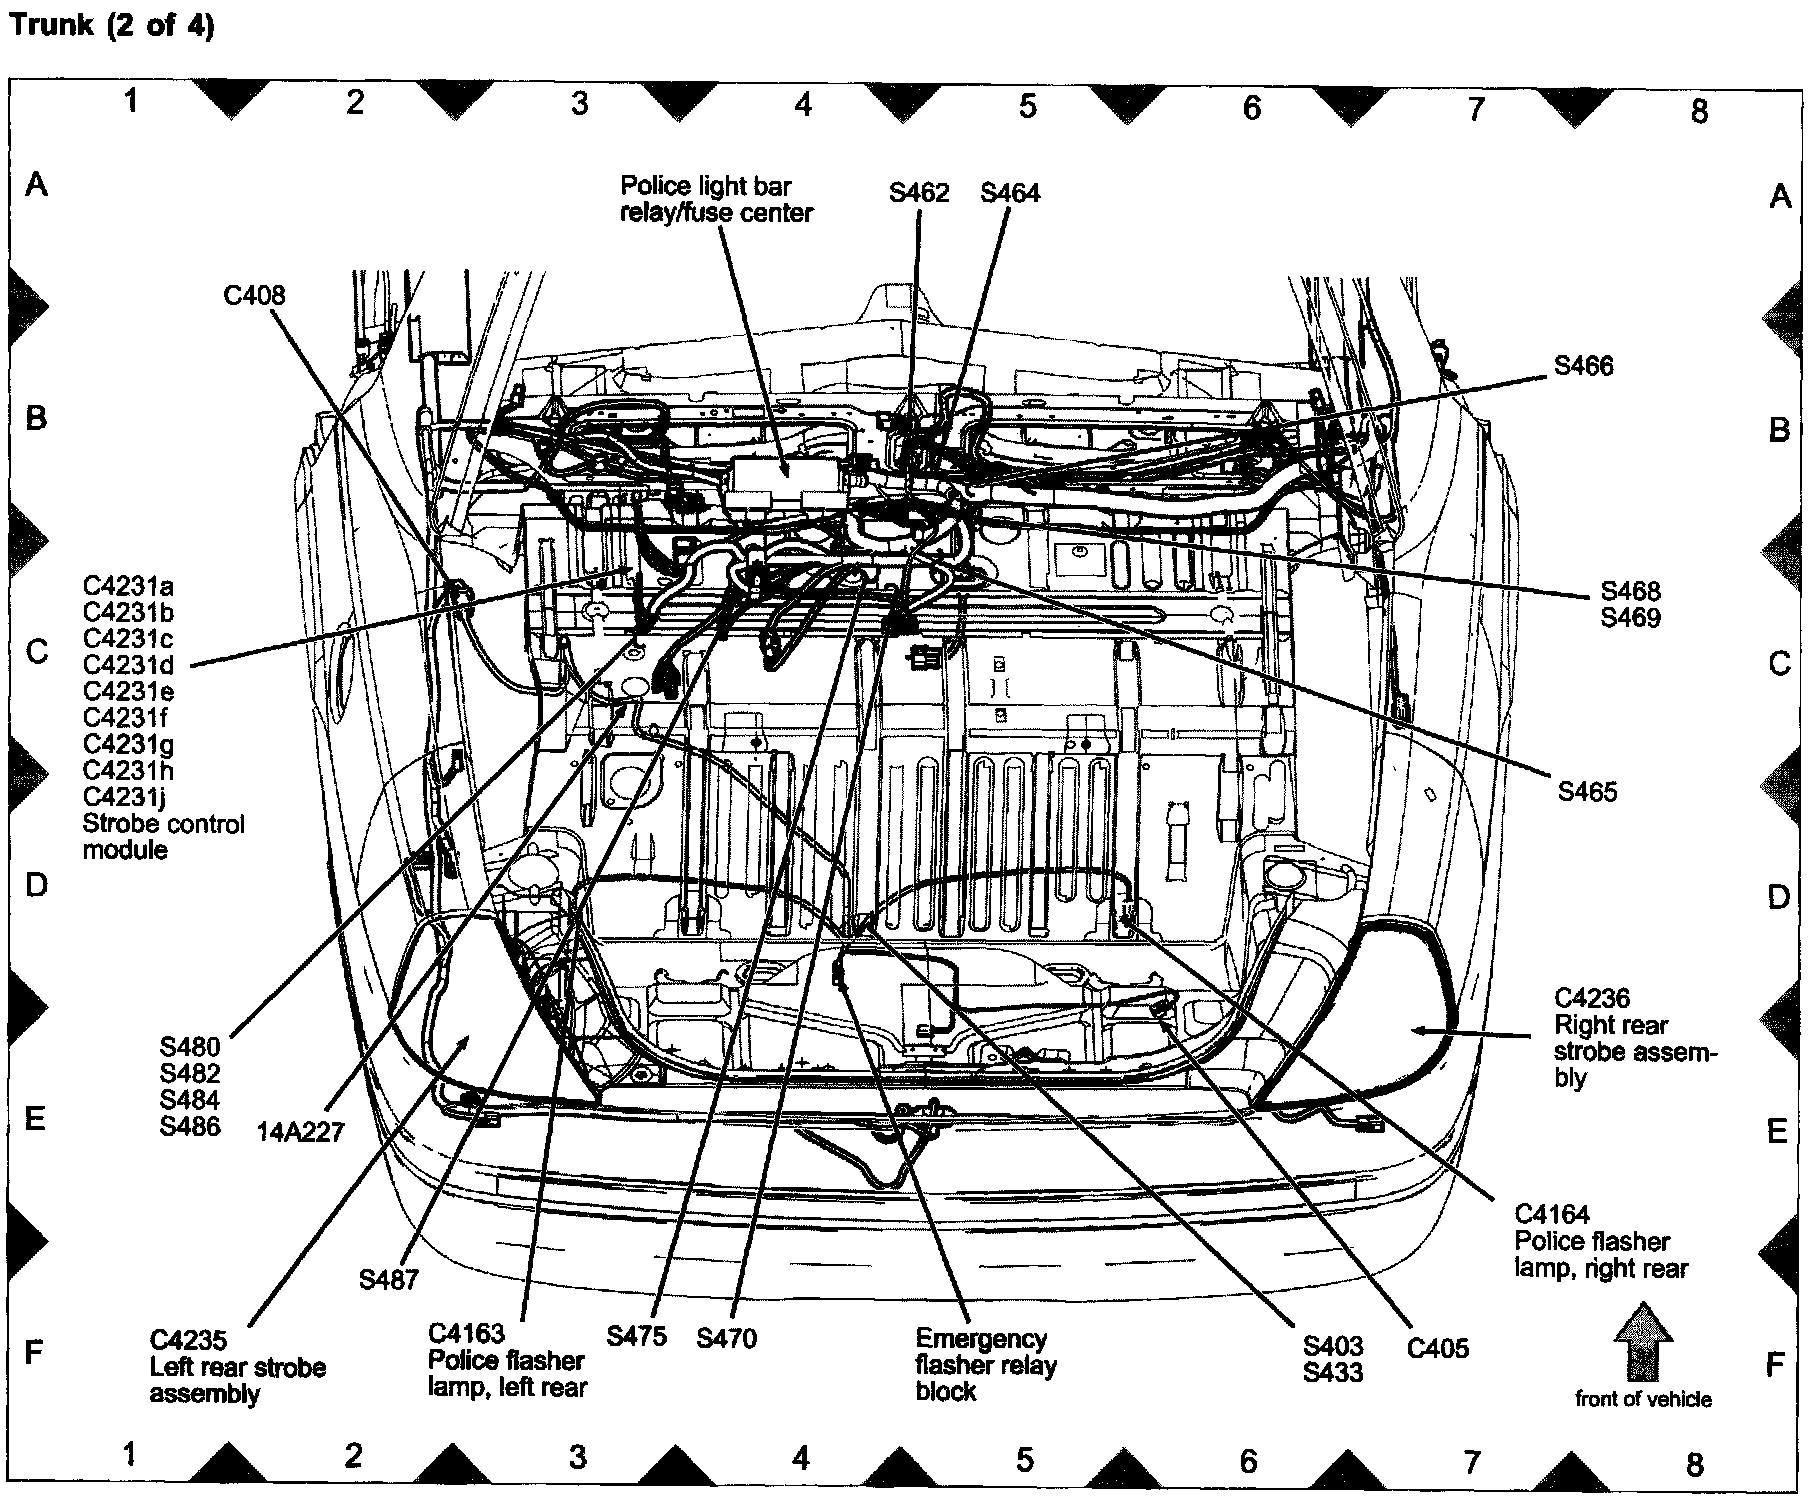 Trunk (2 of 4)
1 2 3 4 5 6 7 8
A A
Police light bar
relay/fuse center
S462 S464
C408
S466
B B
C4231a
C4231b
C4231c
C4231d
C4231e
C4231f
C4231g
C4231h
C4231j
Strobe control
module
S468
S469
C C
S465
D D
C4236
Right rear
strobe assem-
bly
S480
S482
S484
S486
14A227
E E
C4164
Police flasher
lamp, right rear
S487
C4235
Left rear strobe
assembly
C4163
Police flasher
lamp, left rear
S475 S470
Emergency
flasher relay
block
S403
S433
C405
front of vehicle
F F
1 2 3 4 5 6 7 8